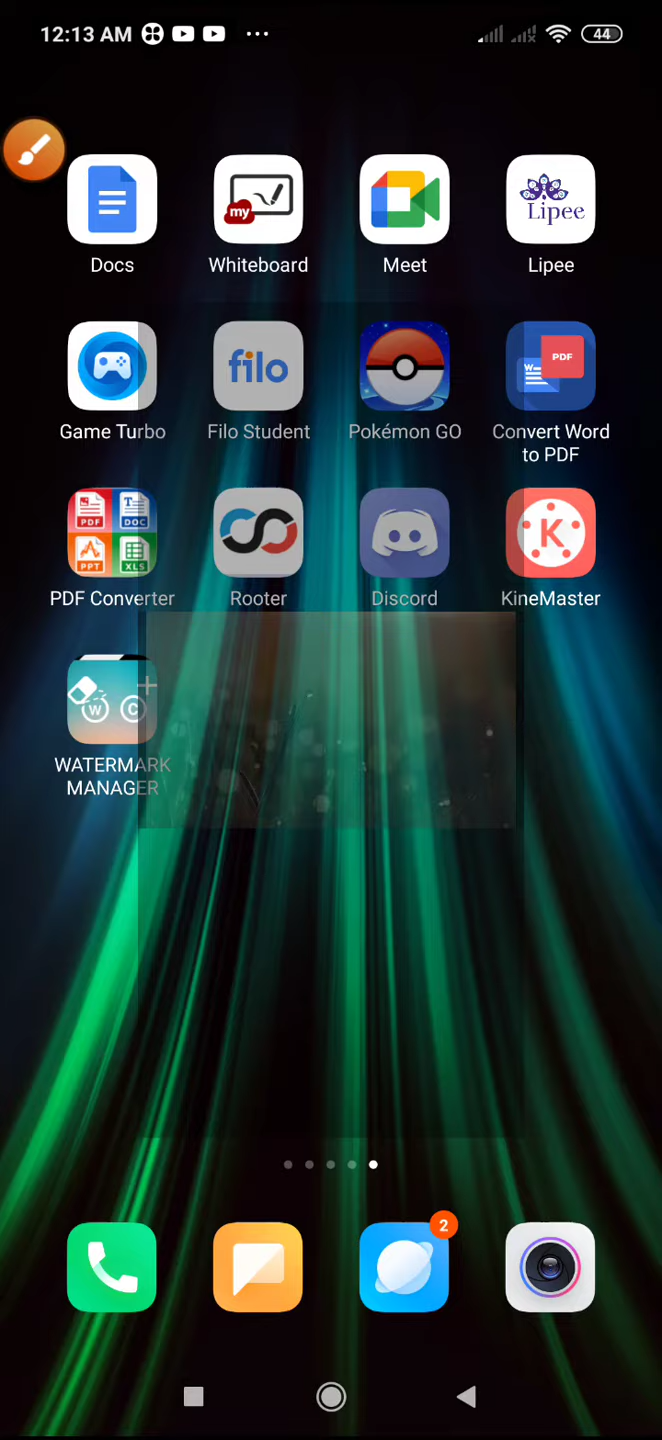 12:13 AM
44
my
Lipee
Docs
Whiteboard
Meet
Lipee
filo
W
PDF
Game Turbo
Filo Student
Pokémon GO
Convert Word
to PDF
PDF
DOC
PPT
XLS
K
PDF Converter
Rooter
Discord
KineMaster
W
C
WATERMARK
MANAGER
2